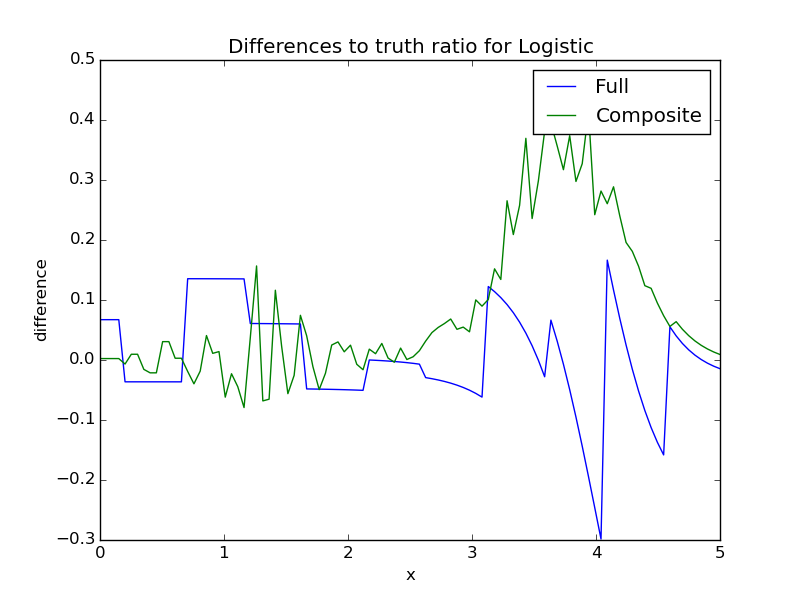 Differences to truth ratio for Logistic
Full
Composite
0.5
0.4
0.3
0.2
0.1
0.0
−0.1
−0.2
−0.3
difference
0 1 2 3 4 5
x